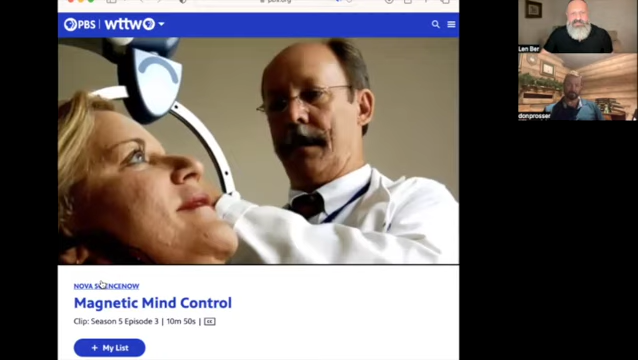 pbs.org
PBS | wttw
NOVA SCIENCENOW
Magnetic Mind Control
Clip: Season 5 Episode 3 | 10m 50s | CC
+ My List
Len Ber
donprosser